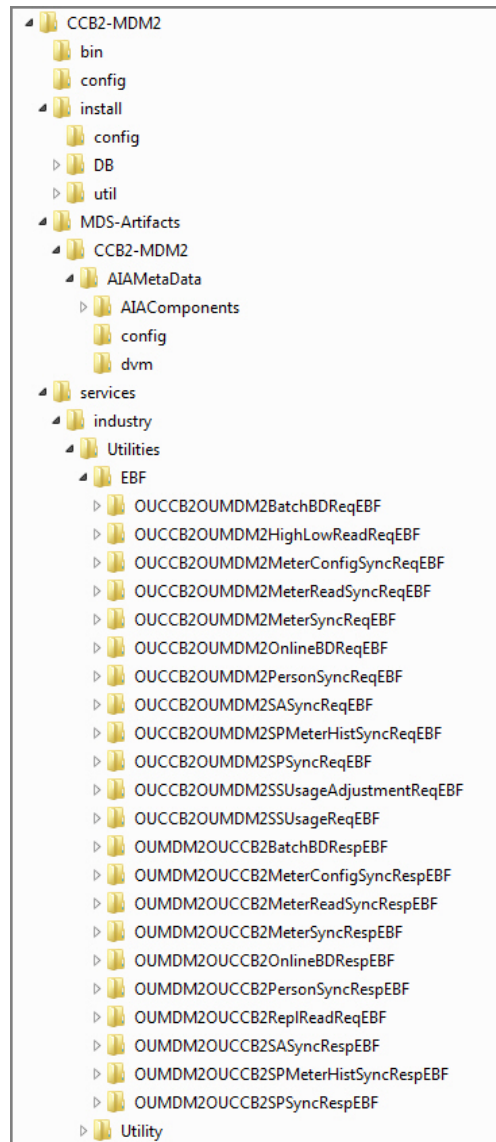 CCB2-MDM2
bin
config
install
config
DB
util
MDS-Artifacts
CCB2-MDM2
AIAMetaData
AIAComponents
config
dvm
services
industry
Utilities
EBF
OUCCB2OUMDM2BatchBDReqEBF
OUCCB2OUMDM2HighLowReadReqEBF
OUCCB2OUMDM2MeterConfigSyncReqEBF
OUCCB2OUMDM2MeterReadSyncReqEBF
OUCCB2OUMDM2MeterSyncReqEBF
OUCCB2OUMDM2OnlineBDReqEBF
OUCCB2OUMDM2PersonSyncReqEBF
OUCCB2OUMDM2SASyncReqEBF
OUCCB2OUMDM2SPMeterHistSyncReqEBF
OUCCB2OUMDM2SPSyncReqEBF
OUCCB2OUMDM2SSUsageAdjustmentReqEBF
OUCCB2OUMDM2SSUsageReqEBF
OUMDM2OUCCB2BatchBDRespEBF
OUMDM2OUCCB2MeterConfigSyncRespEBF
OUMDM2OUCCB2MeterReadSyncRespEBF
OUMDM2OUCCB2MeterSyncRespEBF
OUMDM2OUCCB2OnlineBDRespEBF
OUMDM2OUCCB2PersonSyncRespEBF
OUMDM2OUCCB2ReplReadReqEBF
OUMDM2OUCCB2SASyncRespEBF
OUMDM2OUCCB2SPMeterHistSyncRespEBF
OUMDM2OUCCB2SPSyncRespEBF
Utility